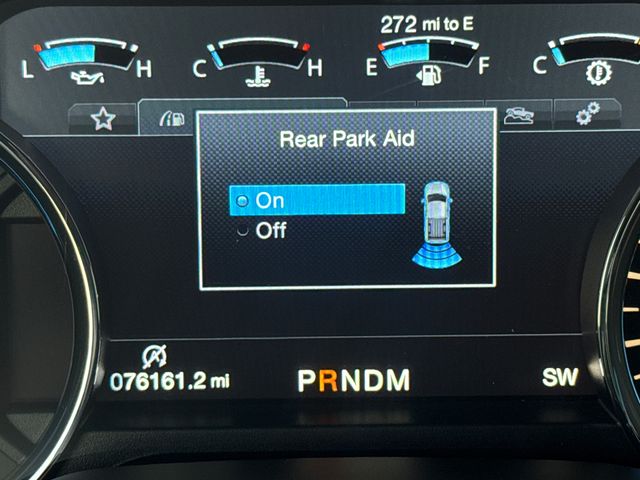 272 mi to E
L H C H E F C
Rear Park Aid
On
Off
076161.2 mi
PRNDM
SW